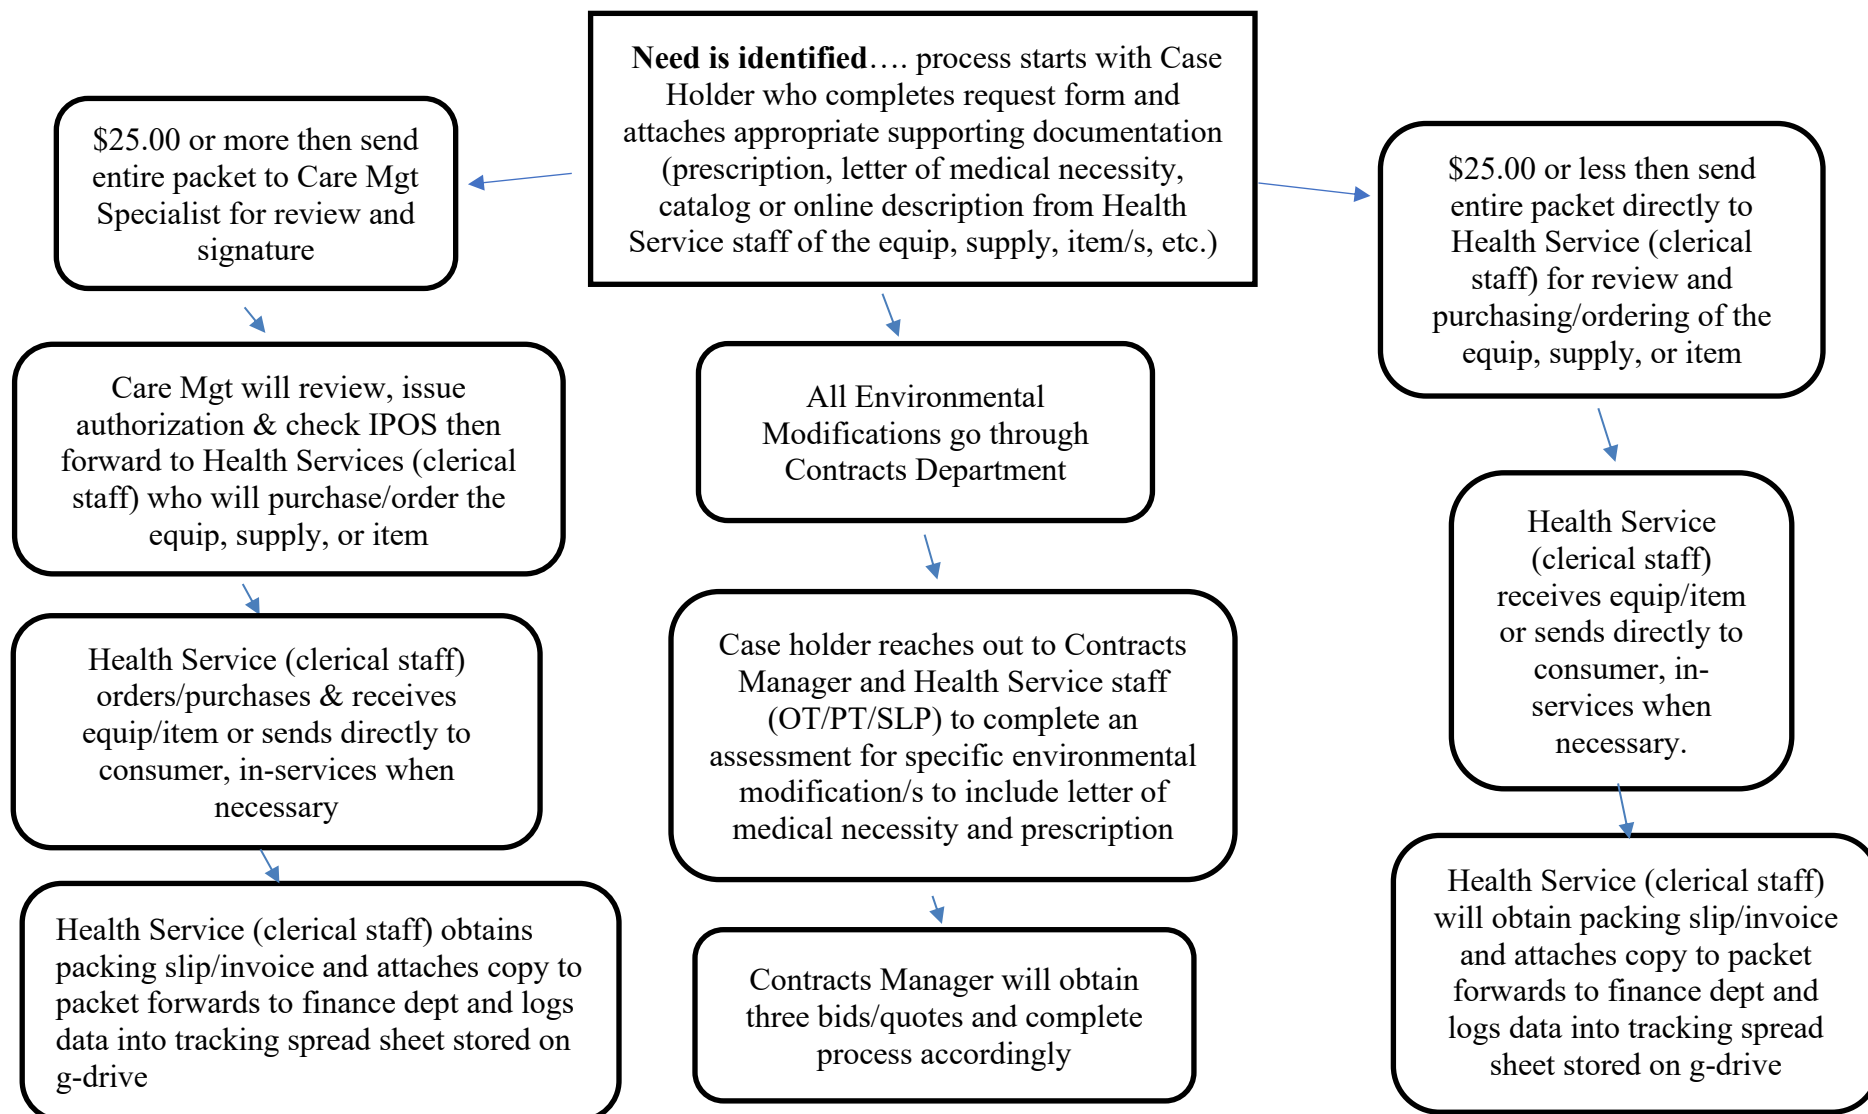 Need is identified…. process starts with Case
Holder who completes request form and
attaches appropriate supporting documentation
(prescription, letter of medical necessity,
catalog or online description from Health
Service staff of the equip, supply, item/s, etc.)
$25.00 or more then send
entire packet to Care Mgt
Specialist for review and
signature
Care Mgt will review, issue
authorization & check IPOS then
forward to Health Services (clerical
staff) who will purchase/order the
equip, supply, or item
Health Service (clerical staff)
orders/purchases & receives
equip/item or sends directly to
consumer, in-services when
necessary
Health Service (clerical staff) obtains
packing slip/invoice and attaches copy to
packet forwards to finance dept and logs
data into tracking spread sheet stored on
g-drive
All Environmental
Modifications go through
Contracts Department
Case holder reaches out to Contracts
Manager and Health Service staff
(OT/PT/SLP) to complete an
assessment for specific environmental
modification/s to include letter of
medical necessity and prescription
Contracts Manager will obtain
three bids/quotes and complete
process accordingly
$25.00 or less then send
entire packet directly to
Health Service (clerical
staff) for review and
purchasing/ordering of the
equip, supply, or item
Health Service
(clerical staff)
receives equip/item
or sends directly to
consumer, in-
services when
necessary.
Health Service (clerical staff)
will obtain packing slip/invoice
and attaches copy to packet
forwards to finance dept and
logs data into tracking spread
sheet stored on g-drive